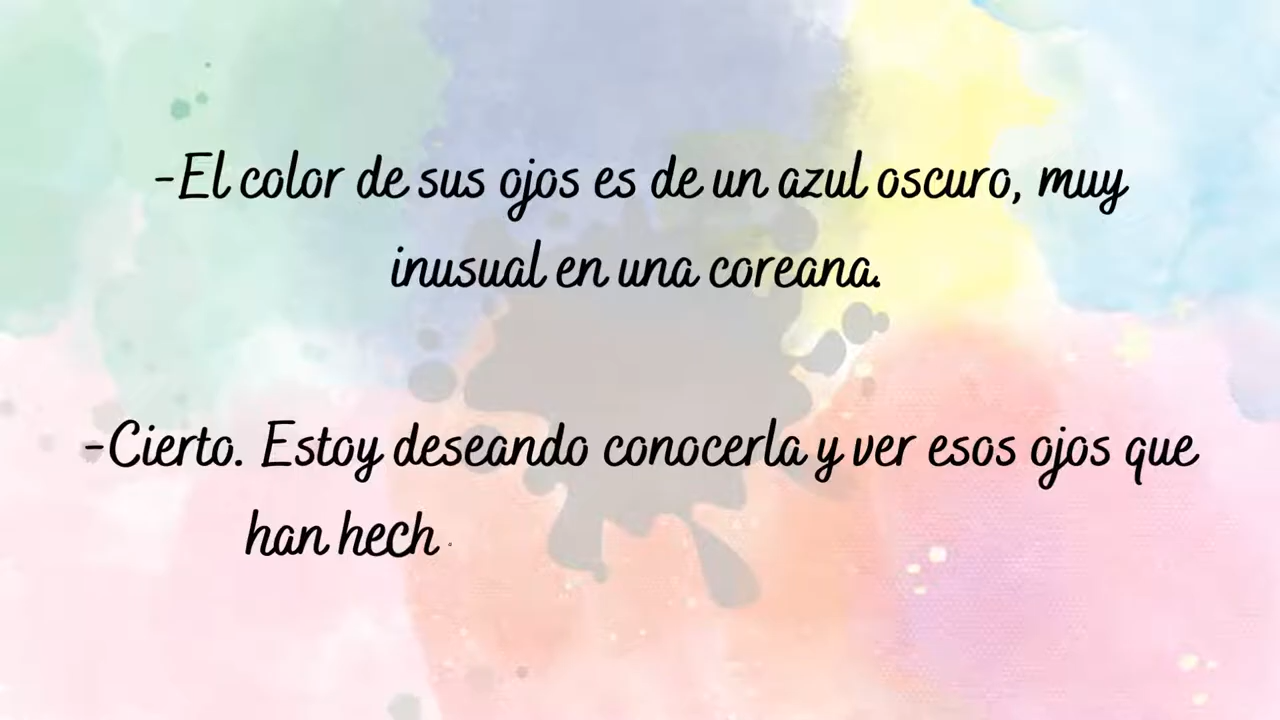 -El color de sus ojos es de un azul oscuro, muy
inusual en una coreana.
-Cierto. Estoy deseando conocerla y ver esos ojos que
han hech